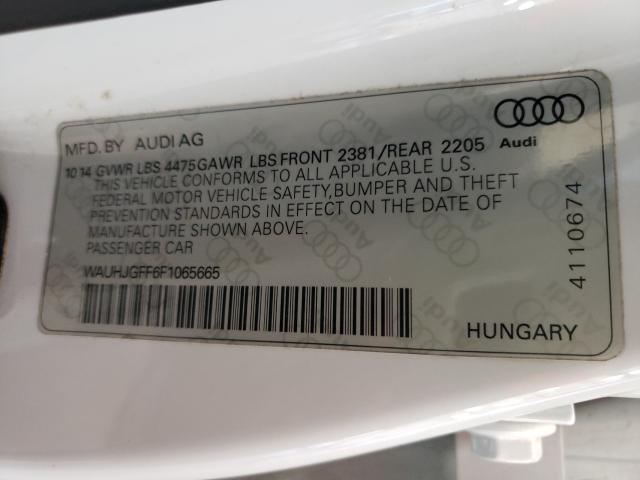 MFD. BY AUDI AG
10 14 GVWR LBS 4475 GAWR LBS FRONT 2381/REAR 2205
THIS VEHICLE CONFORMS TO ALL APPLICABLE U.S.
FEDERAL MOTOR VEHICLE SAFETY,BUMPER AND THEFT
PREVENTION STANDARDS IN EFFECT ON THE DATE OF
MANUFACTURE SHOWN ABOVE.
PASSENGER CAR
WAUHJGFF6F1065665
Audi
4110674
HUNGARY